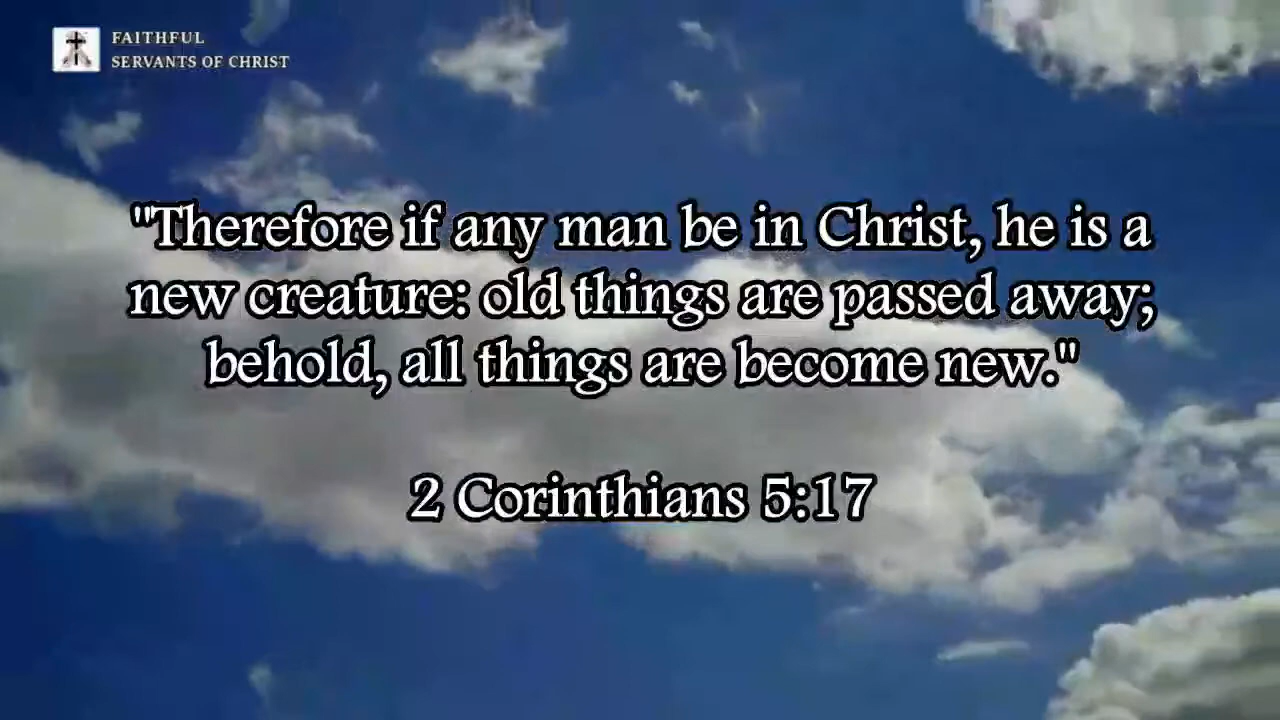 FAITHFUL
SERVANTS OF CHRIST
"Therefore if any man be in Christ, he is a
new creature: old things are passed away;
behold, all things are become new."
2 Corinthians 5:17